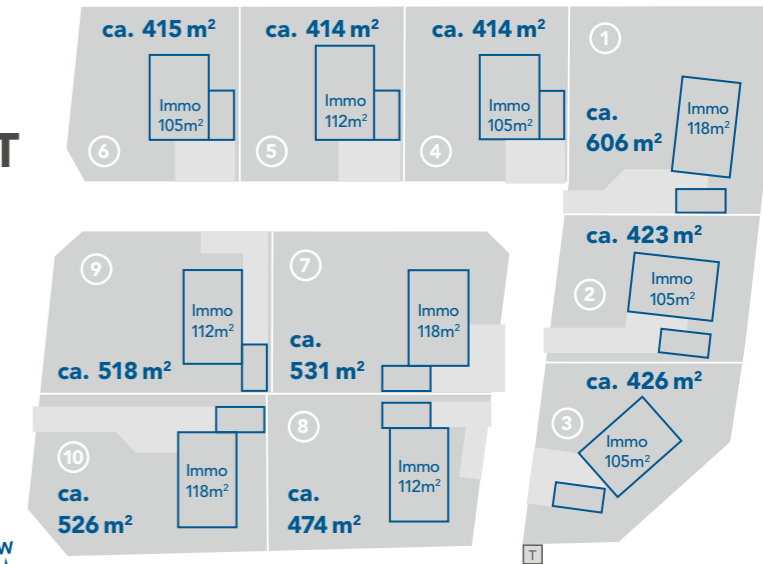 ca. 415 m²
Immo
105m²
6
ca. 414 m²
Immo
112m²
5
ca. 414 m²
Immo
105m²
4
1
ca.
606 m²
Immo
118m²
T
ca. 423 m²
2
Immo
105m²
ca. 426 m²
3
Immo
105m²
9
Immo
112m²
ca. 518 m²
7
Immo
118m²
ca.
531 m²
10
Immo
118m²
ca.
526 m²
8
Immo
112m²
ca.
474 m²
W
T